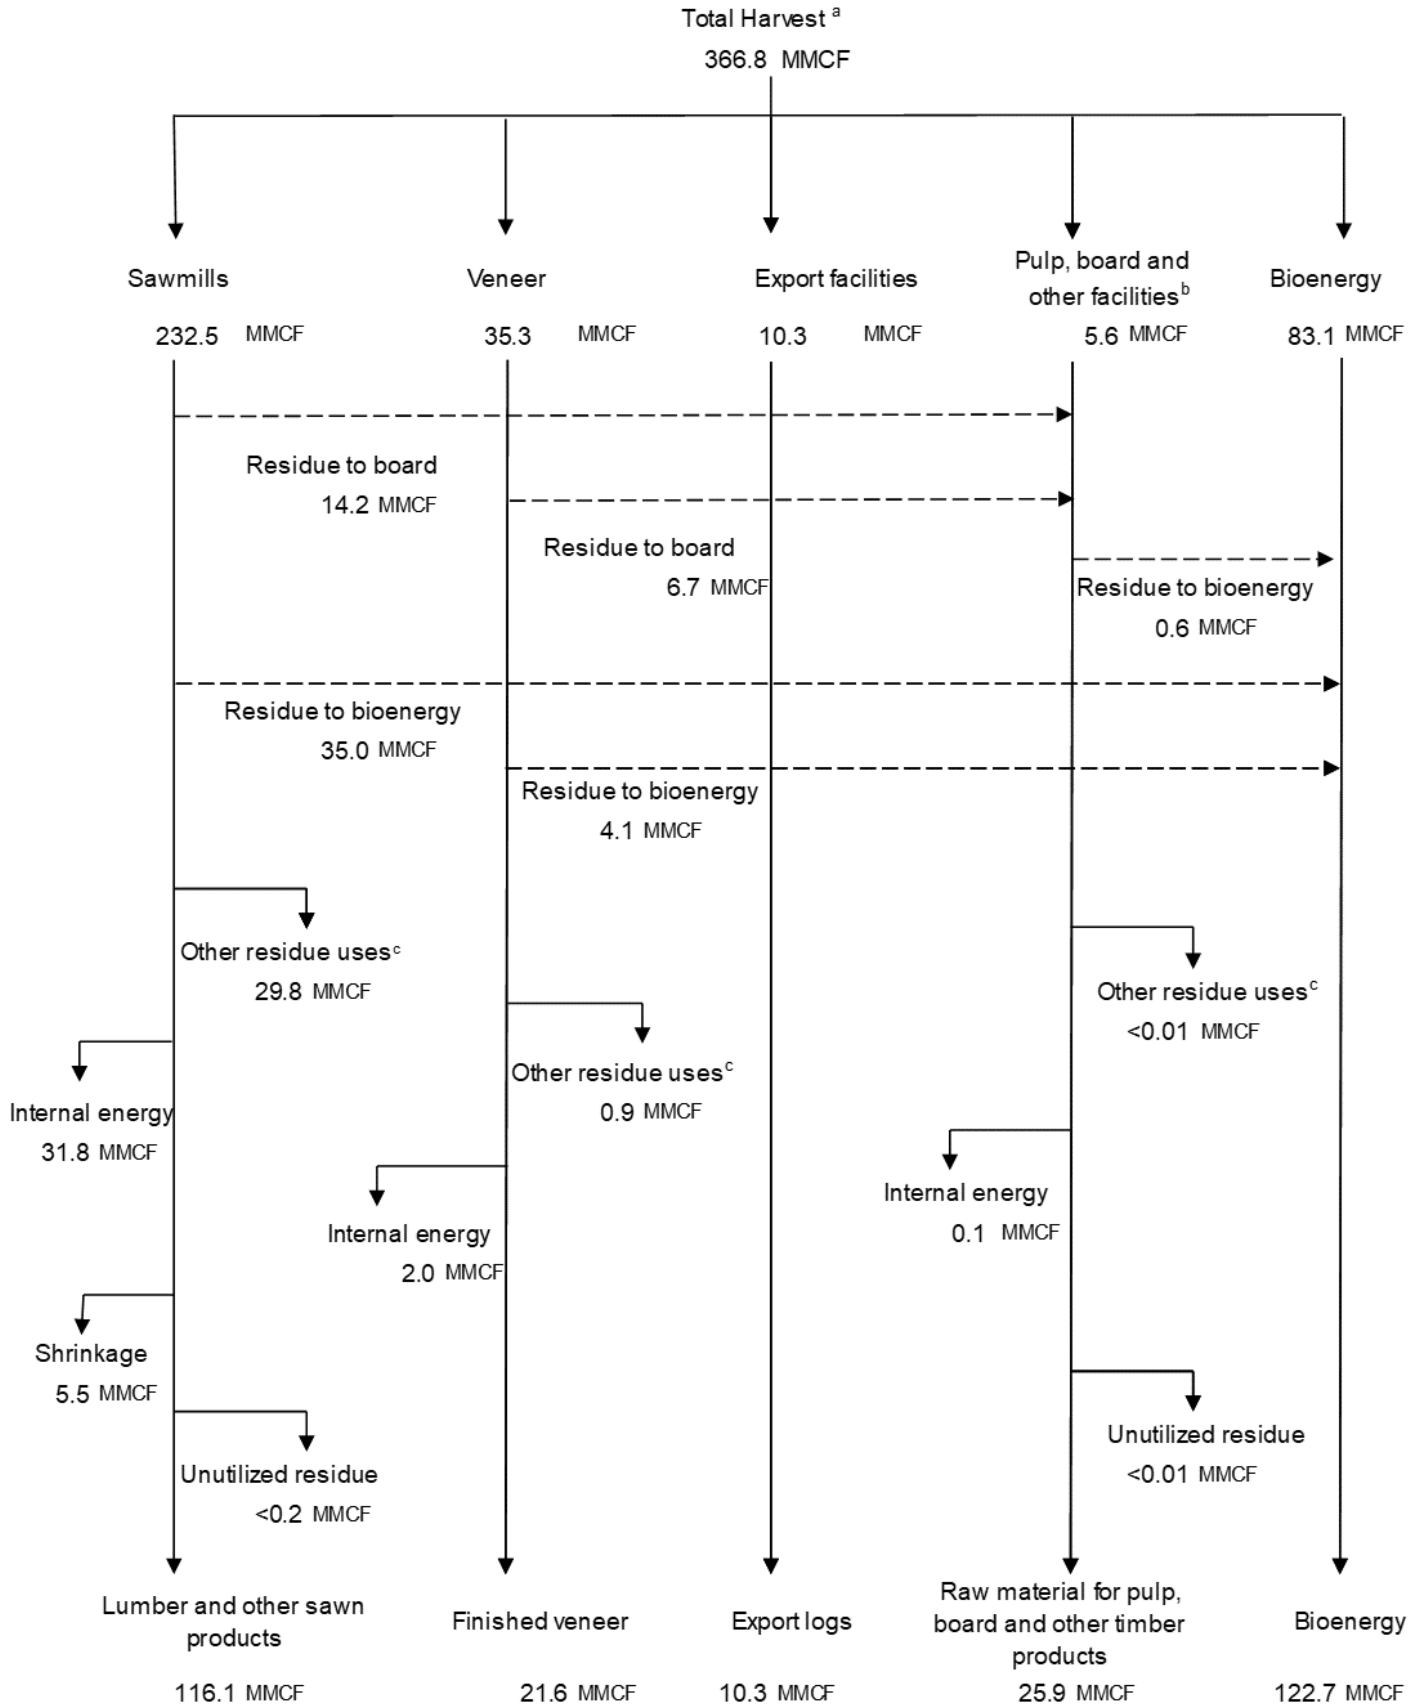 Total Harvest a
366.8 MMCF
Sawmills
Veneer
Export facilities
Pulp, board and
other facilities b
Bioenergy
232.5 MMCF
35.3 MMCF
10.3 MMCF
5.6 MMCF
83.1 MMCF
Residue to board
14.2 MMCF
Residue to board
6.7 MMCF
Residue to bioenergy
0.6 MMCF
Residue to bioenergy
35.0 MMCF
Residue to bioenergy
4.1 MMCF
Other residue uses c
29.8 MMCF
Other residue uses c
<0.01 MMCF
Other residue uses c
0.9 MMCF
Internal energy
31.8 MMCF
Internal energy
0.1 MMCF
Internal energy
2.0 MMCF
Shrinkage
5.5 MMCF
Unutilized residue
<0.01 MMCF
Unutilized residue
<0.2 MMCF
Lumber and other sawn
products
Finished veneer
Export logs
Raw material for pulp,
board and other timber
products
Bioenergy
116.1 MMCF
21.6 MMCF
10.3 MMCF
25.9 MMCF
122.7 MMCF